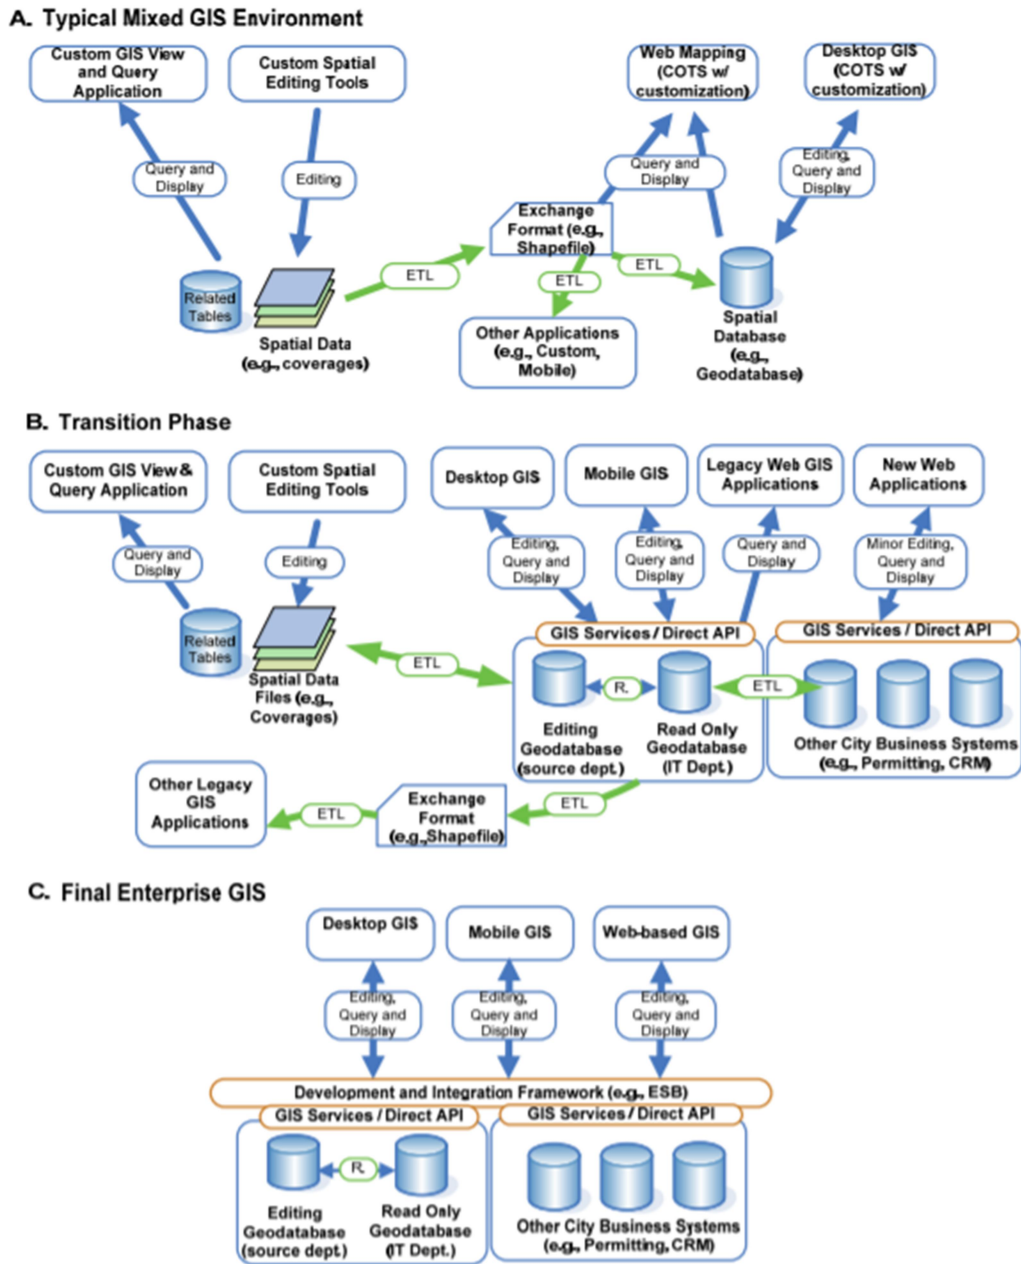 A. Typical Mixed GIS Environment
Custom GIS View
and Query
Application
Custom Spatial
Editing Tools
Web Mapping
(COTS w/
customization)
Desktop GIS
(COTS w/
customization)
Query and
Display
Editing
Query and
Display
Editing,
Query and
Display
Exchange
Format (e.g.,
Shapefile)
ETL
ETL
ETL
Related
Tables
Spatial Data
(e.g., coverages)
Other Applications
(e.g., Custom,
Mobile)
Spatial
Database
(e.g.,
Geodatabase)
B. Transition Phase
Custom GIS View &
Query Application
Custom Spatial
Editing Tools
Desktop GIS
Mobile GIS
Legacy Web GIS
Applications
New Web
Applications
Query and
Display
Editing
Editing,
Query and
Display
Editing,
Query and
Display
Query and
Display
Minor Editing,
Query and
Display
GIS Services / Direct API
GIS Services / Direct API
Related
Tables
ETL
R.
ETL
Spatial Data
Files (e.g.,
Coverages)
Editing
Geodatabase
(source dept.)
Read Only
Geodatabase
(IT Dept.)
Other City Business Systems
(e.g., Permitting, CRM)
Other Legacy
GIS
Applications
ETL
Exchange
Format
(e.g.,Shapefile)
ETL
C. Final Enterprise GIS
Desktop GIS
Mobile GIS
Web-based GIS
Editing,
Query and
Display
Editing,
Query and
Display
Editing,
Query and
Display
Development and Integration Framework (e.g., ESB)
GIS Services / Direct API
GIS Services / Direct API
R.
Editing
Geodatabase
(source dept.)
Read Only
Geodatabase
(IT Dept.)
Other City Business Systems
(e.g., Permitting, CRM)